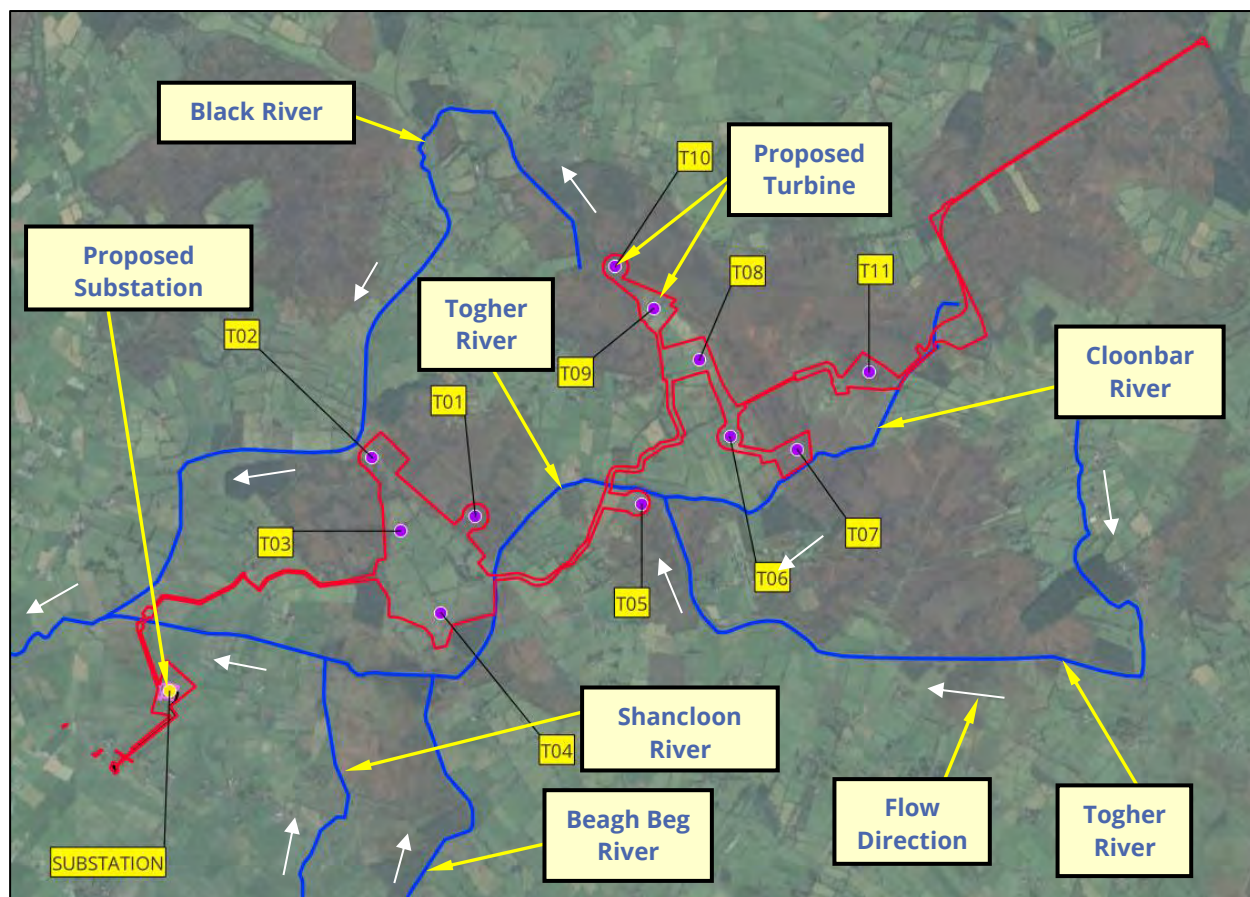 Black River
T10
Proposed
Turbine
Proposed
Substation
T08
T11
Togher
River
T02
T09
Cloonbar
River
T01
T03
T07
T06
T05
Shancloon
River
T04
Flow
Direction
Togher
River
Beagh Beg
River
SUBSTATION